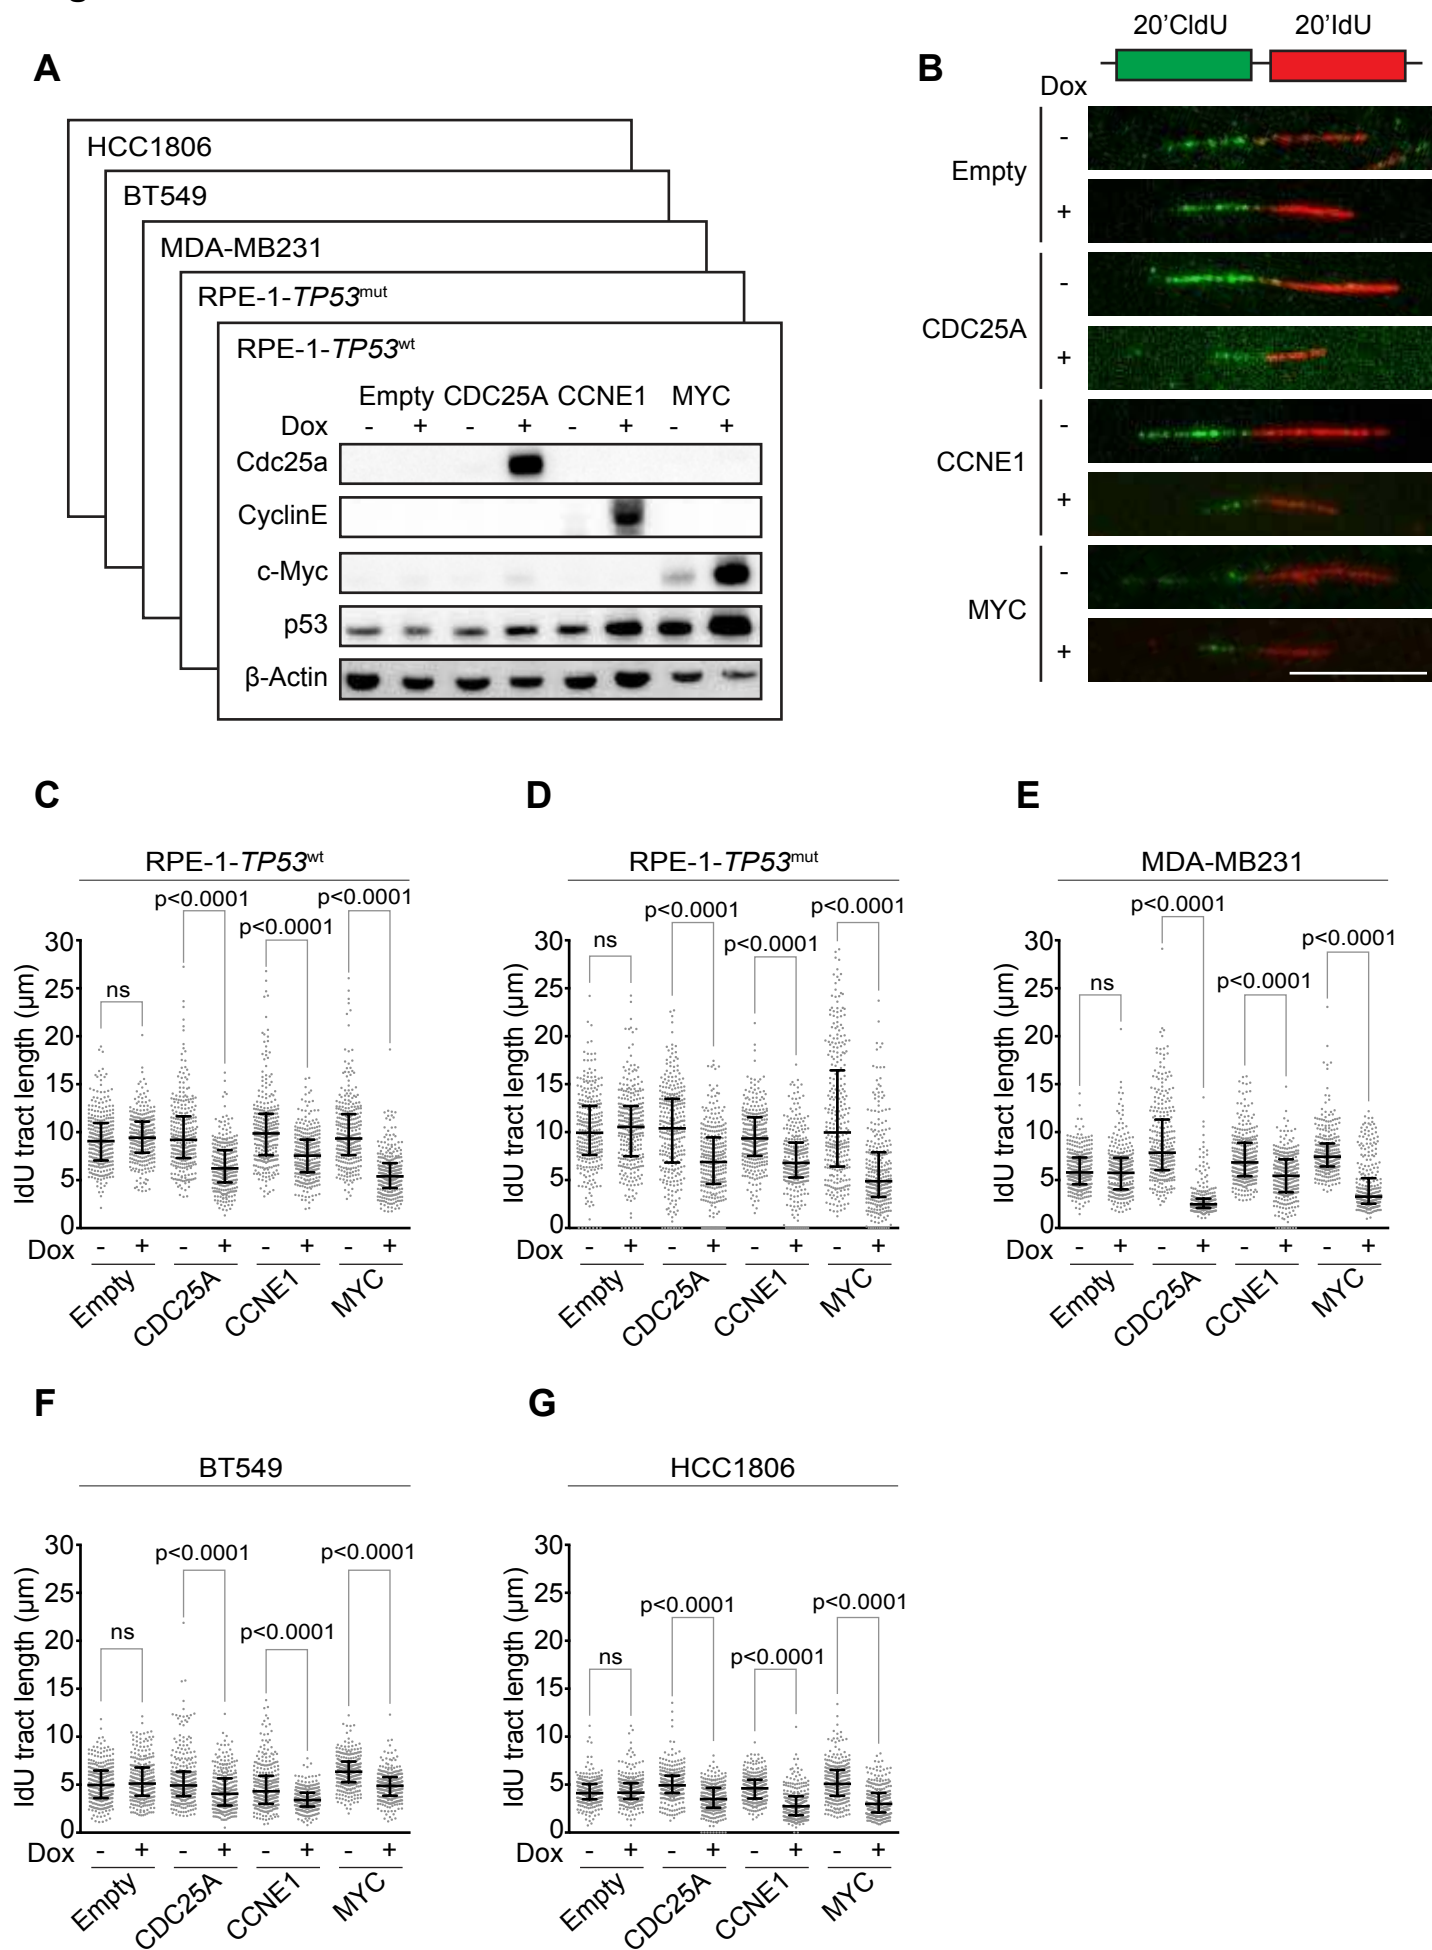 A
HCC1806
BT549
MDA-MB231
RPE-1-TP53mut
RPE-1-TP53wt
Empty CDC25A CCNE1 MYC
Dox - + - + - + - +
Cdc25a
CyclinE
c-Myc
p53
β-Actin
B
20'CldU 20'IdU
Dox
Empty
-
+
CDC25A
-
+
CCNE1
-
+
MYC
-
+
C
RPE-1-TP53wt
p<0.0001 p<0.0001
p<0.0001
ns
IdU tract length (µm)
30
25
20
15
10
5
0
Dox - + - + - + - +
Empty CDC25A CCNE1 MYC
D
RPE-1-TP53mut
p<0.0001 p<0.0001
ns p<0.0001
IdU tract length (µm)
30
25
20
15
10
5
0
Dox - + - + - + - +
Empty CDC25A CCNE1 MYC
E
MDA-MB231
p<0.0001
p<0.0001
ns p<0.0001
IdU tract length (µm)
30
25
20
15
10
5
0
Dox - + - + - + - +
Empty CDC25A CCNE1 MYC
F
BT549
p<0.0001 p<0.0001
ns p<0.0001
IdU tract length (µm)
30
25
20
15
10
5
0
Dox - + - + - + - +
Empty CDC25A CCNE1 MYC
G
HCC1806
p<0.0001 p<0.0001
ns p<0.0001
IdU tract length (µm)
30
25
20
15
10
5
0
Dox - + - + - + - +
Empty CDC25A CCNE1 MYC